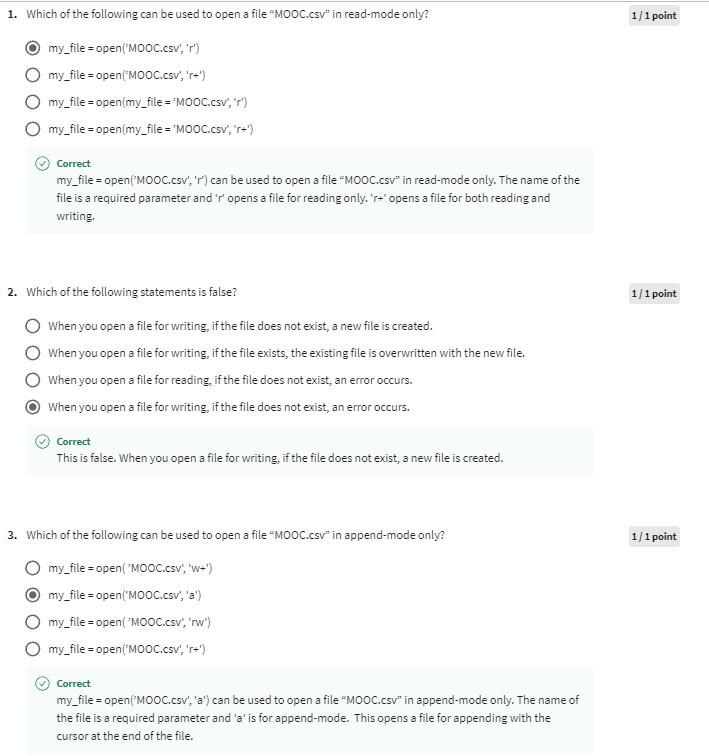 1. Which of the following can be used to open a file “MOOC.csv” in read-mode only?
1 / 1 point
my_file = open('MOOC.csv', 'r')
my_file = open('MOOC.csv', 'r+')
my_file = open(my_file = 'MOOC.csv', 'r')
my_file = open(my_file = 'MOOC.csv', 'r+')
Correct
my_file = open('MOOC.csv', 'r') can be used to open a file “MOOC.csv” in read-mode only. The name of the
file is a required parameter and 'r' opens a file for reading only. 'r+' opens a file for both reading and
writing.
2. Which of the following statements is false?
1 / 1 point
When you open a file for writing, if the file does not exist, a new file is created.
When you open a file for writing, if the file exists, the existing file is overwritten with the new file.
When you open a file for reading, if the file does not exist, an error occurs.
When you open a file for writing, if the file does not exist, an error occurs.
Correct
This is false. When you open a file for writing, if the file does not exist, a new file is created.
3. Which of the following can be used to open a file “MOOC.csv” in append-mode only?
1 / 1 point
my_file = open( 'MOOC.csv', 'w+')
my_file = open('MOOC.csv', 'a')
my_file = open( 'MOOC.csv', 'rw')
my_file = open('MOOC.csv', 'r+')
Correct
my_file = open('MOOC.csv', 'a') can be used to open a file “MOOC.csv” in append-mode only. The name of
the file is a required parameter and 'a' is for append-mode. This opens a file for appending with the
cursor at the end of the file.